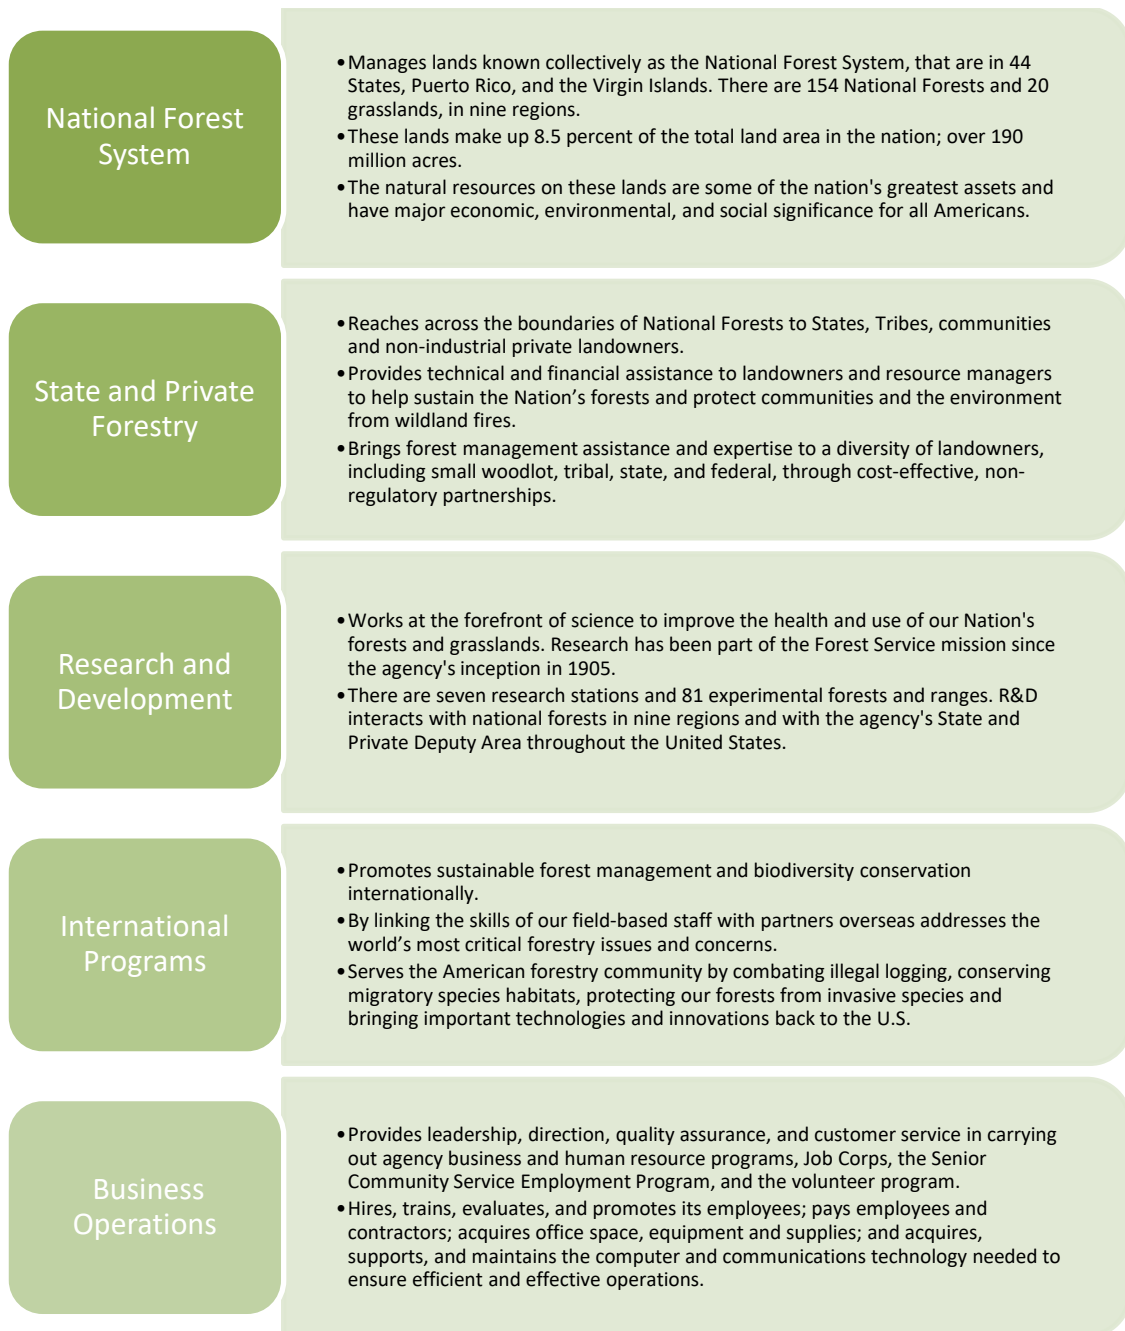 National Forest
System
•Manages lands known collectively as the National Forest System, that are in 44
States, Puerto Rico, and the Virgin Islands. There are 154 National Forests and 20
grasslands, in nine regions.
•These lands make up 8.5 percent of the total land area in the nation; over 190
million acres.
•The natural resources on these lands are some of the nation's greatest assets and
have major economic, environmental, and social significance for all Americans.
State and Private
Forestry
•Reaches across the boundaries of National Forests to States, Tribes, communities
and non-industrial private landowners.
•Provides technical and financial assistance to landowners and resource managers
to help sustain the Nation’s forests and protect communities and the environment
from wildland fires.
•Brings forest management assistance and expertise to a diversity of landowners,
including small woodlot, tribal, state, and federal, through cost-effective, non-
regulatory partnerships.
Research and
Development
•Works at the forefront of science to improve the health and use of our Nation's
forests and grasslands. Research has been part of the Forest Service mission since
the agency's inception in 1905.
•There are seven research stations and 81 experimental forests and ranges. R&D
interacts with national forests in nine regions and with the agency's State and
Private Deputy Area throughout the United States.
International
Programs
•Promotes sustainable forest management and biodiversity conservation
internationally.
•By linking the skills of our field-based staff with partners overseas addresses the
world’s most critical forestry issues and concerns.
•Serves the American forestry community by combating illegal logging, conserving
migratory species habitats, protecting our forests from invasive species and
bringing important technologies and innovations back to the U.S.
Business
Operations
•Provides leadership, direction, quality assurance, and customer service in carrying
out agency business and human resource programs, Job Corps, the Senior
Community Service Employment Program, and the volunteer program.
•Hires, trains, evaluates, and promotes its employees; pays employees and
contractors; acquires office space, equipment and supplies; and acquires,
supports, and maintains the computer and communications technology needed to
ensure efficient and effective operations.